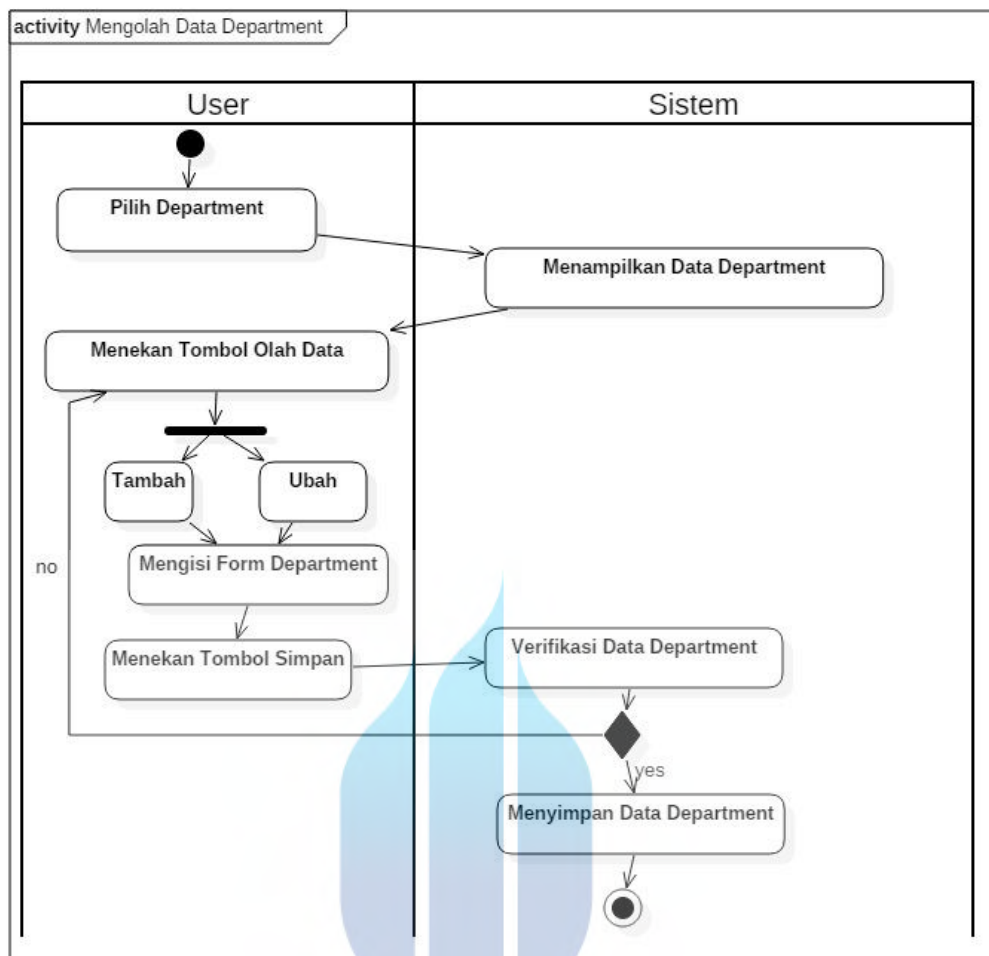 activity Mengolah Data Department
User
Sistem
Pilih Department
Menampilkan Data Department
Menekan Tombol Olah Data
Tambah
Ubah
Mengisi Form Department
no
Menekan Tombol Simpan
Verifikasi Data Department
yes
Menyimpan Data Department